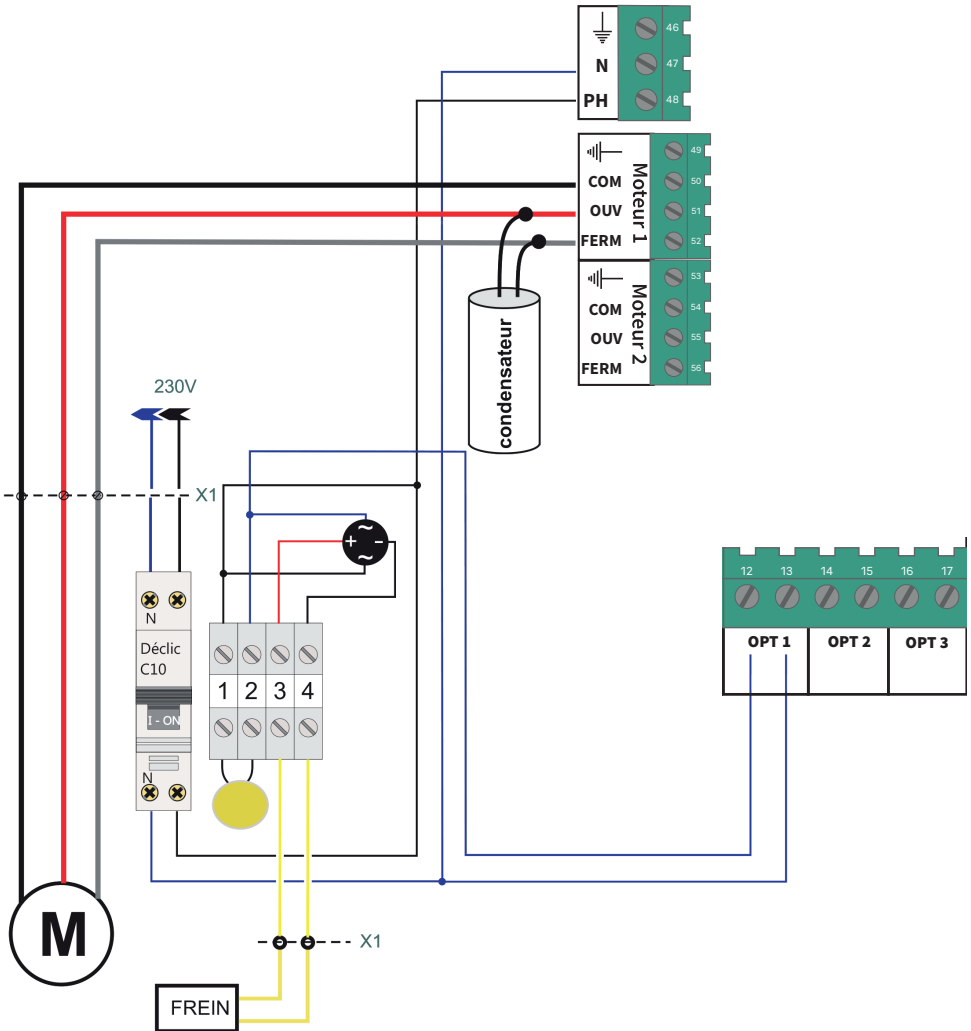 46
N 47
PH 48
49
COM 50
OUV 51
FERM 52
Moteur 1
53
COM 54
OUV 55
FERM 56
Moteur 2
condensateur
230V
X1
+ ~ - ~
N
Déclic
C10
I - ON
N
1 2 3 4
12 13 14 15 16 17
OPT 1 OPT 2 OPT 3
M
X1
FREIN